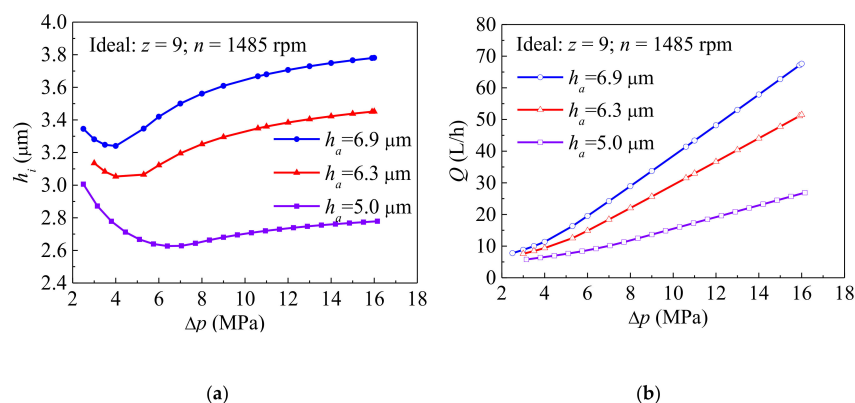 Ideal: z = 9; n = 1485 rpm
h_a=6.9 μm
h_a=6.3 μm
h_a=5.0 μm
h_i (μm)
4.0
3.8
3.6
3.4
3.2
3.0
2.8
2.6
2.4
2 4 6 8 10 12 14 16 18
Δp (MPa)
(a)
Ideal: z = 9; n = 1485 rpm
h_a=6.9 μm
h_a=6.3 μm
h_a=5.0 μm
Q (L/h)
80
70
60
50
40
30
20
10
0
2 4 6 8 10 12 14 16 18
Δp (MPa)
(b)